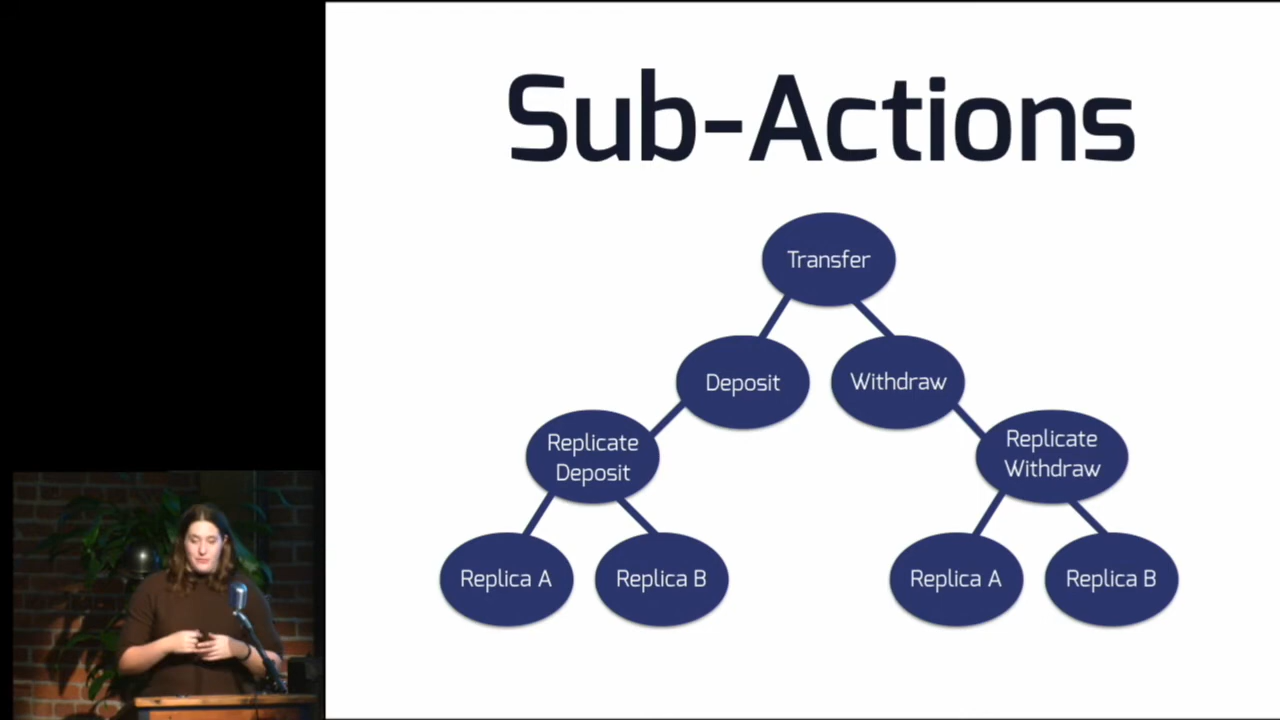 Sub-Actions
Transfer
Deposit
Withdraw
Replicate
Deposit
Replicate
Withdraw
Replica A
Replica B
Replica A
Replica B